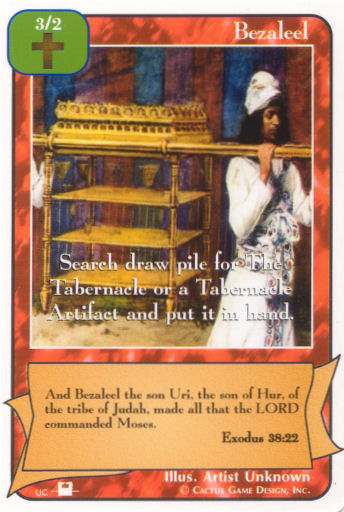 3/2
Bezaleel
Search draw pile for The
Tabernacle or a Tabernacle
Artifact and put it in hand.
And Bezaleel the son Uri, the son of Hur, of
the tribe of Judah, made all that the LORD
commanded Moses.
Exodus 38:22
Illus. Artist Unknown
UC
© CACTUS GAME DESIGN, INC.